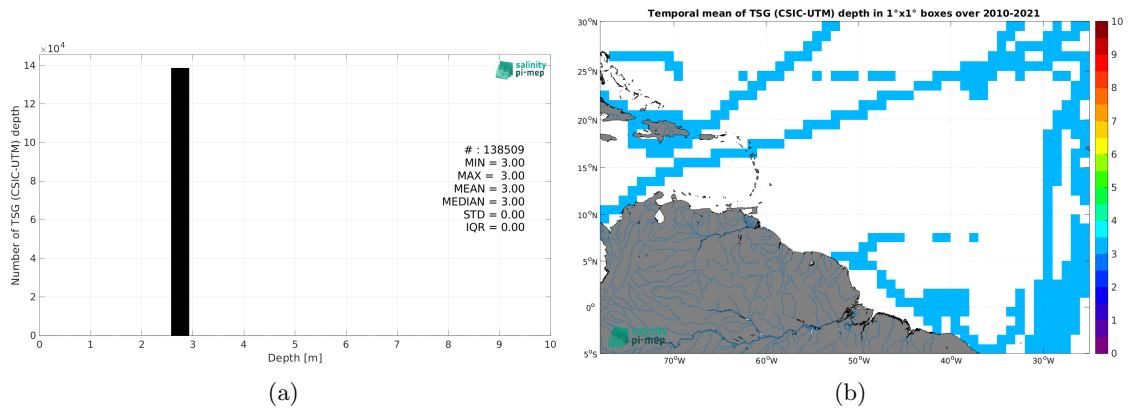 ×10⁴
14
12
10
8
6
4
2
0
0 1 2 3 4 5 6 7 8 9 10
Number of TSG (CSIC-UTM) depth
Depth [m]
salinity
pi-mep
# : 138509
MIN = 3.00
MAX = 3.00
MEAN = 3.00
MEDIAN = 3.00
STD = 0.00
IQR = 0.00
(a)
Temporal mean of TSG (CSIC-UTM) depth in 1°x1° boxes over 2010-2021
30°N
25°N
20°N
15°N
10°N
5°N
0°
5°S
70°W 60°W 50°W 40°W 30°W
salinity
pi-mep
10
9
8
7
6
5
4
3
2
1
0
(b)